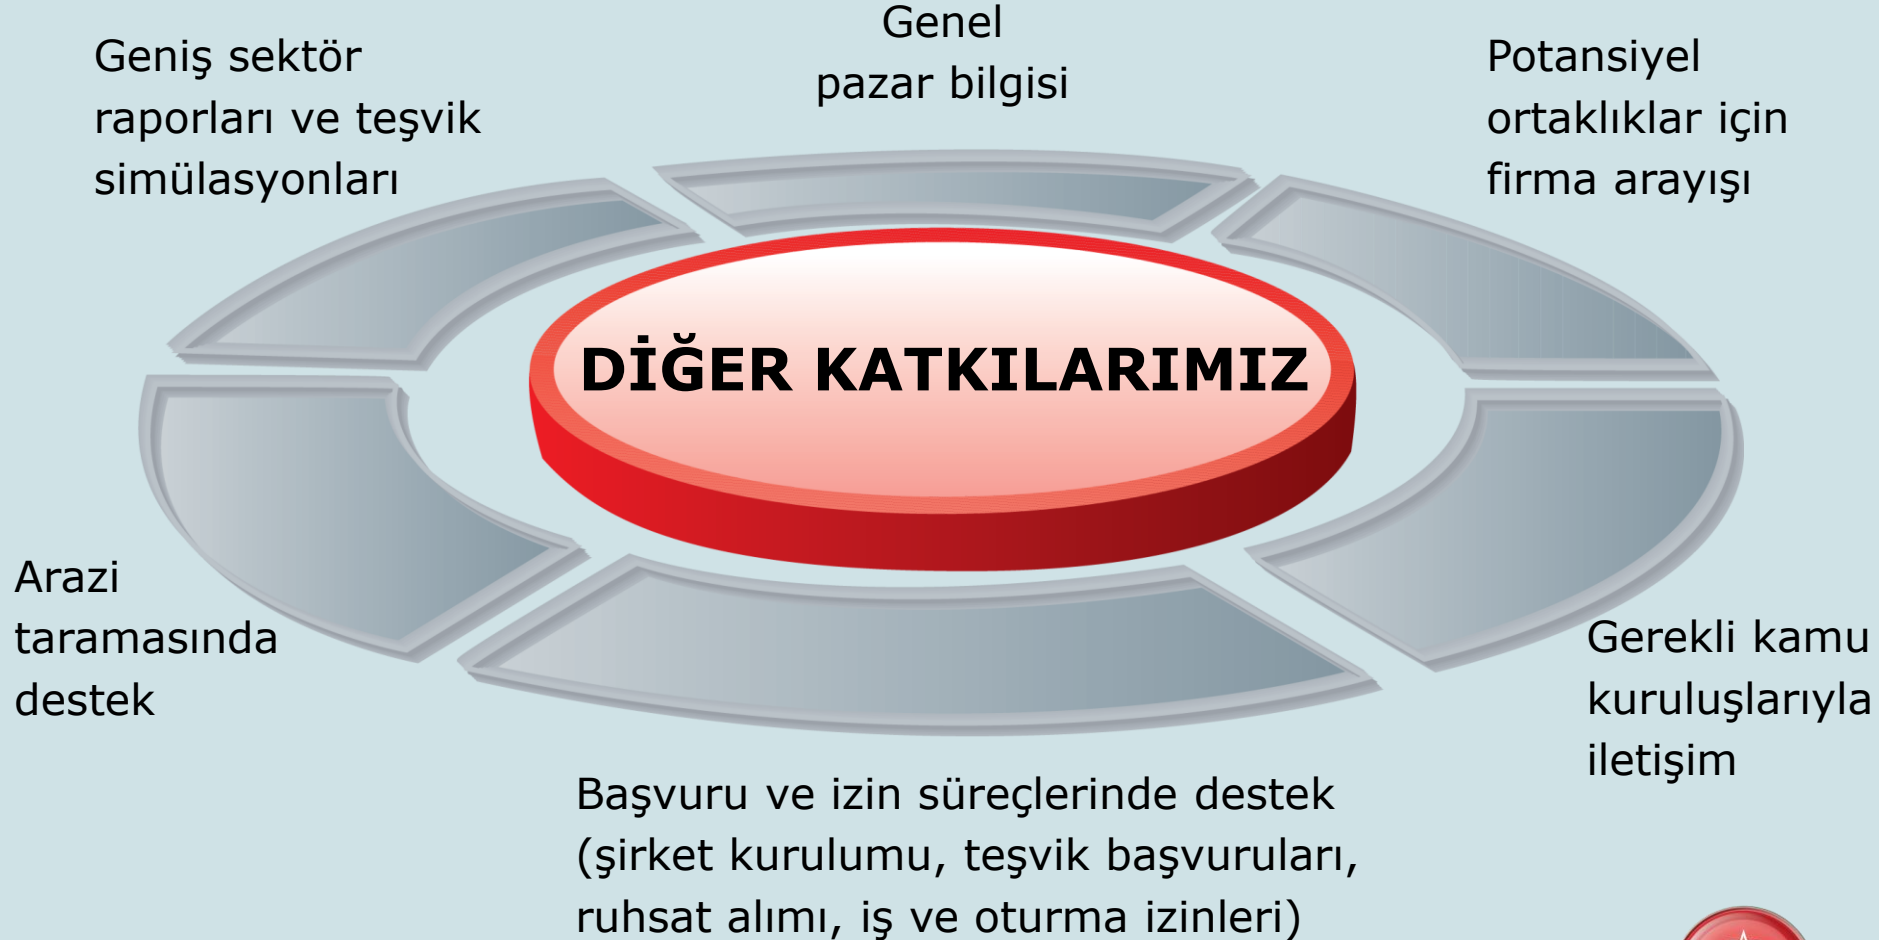 Genel
pazar bilgisi
Geniş sektör
raporları ve teşvik
simülasyonları
Potansiyel
ortaklıklar için
firma arayışı
DİĞER KATKILARIMIZ
Arazi
taramasında
destek
Gerekli kamu
kuruluşlarıyla
iletişim
Başvuru ve izin süreçlerinde destek
(şirket kurulumu, teşvik başvuruları,
ruhsat alımı, iş ve oturma izinleri)